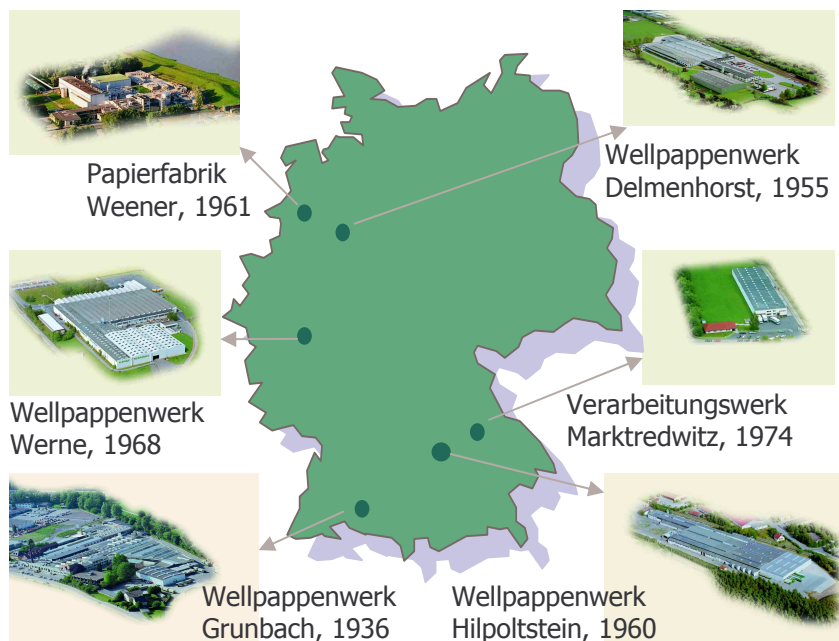 Papierfabrik
Weener, 1961
Wellpappenwerk
Delmenhorst, 1955
Wellpappenwerk
Werne, 1968
Verarbeitungswerk
Marktredwitz, 1974
Wellpappenwerk
Grunbach, 1936
Wellpappenwerk
Hilpoltstein, 1960